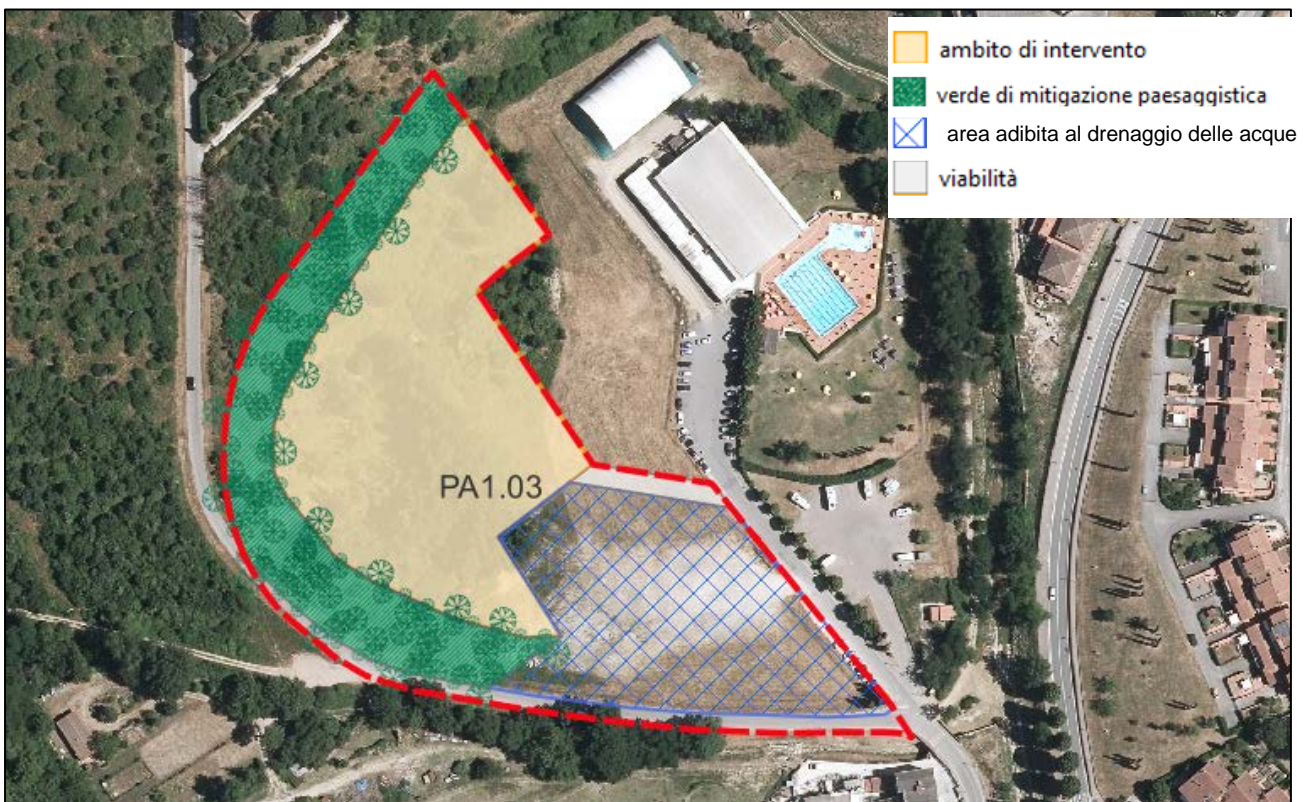 ambito di intervento
verde di mitigazione paesaggistica
area adibita al drenaggio delle acque
viabilità
PA1.03